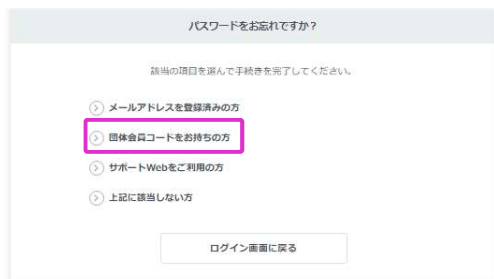 パスワードをお忘れですか？
該当の項目を選んで手続きを完了してください。
メールアドレスを登録済みの方
団体会員コードをお持ちの方
サポートWebをご利用の方
上記に該当しない方
ログイン画面に戻る